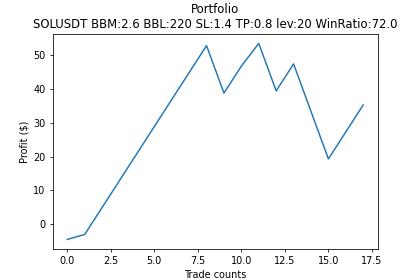 Portfolio
SOLUSDT BBM:2.6 BBL:220 SL:1.4 TP:0.8 lev:20 WinRatio:72.0
Profit ($)
50
40
30
20
10
0
0.0 2.5 5.0 7.5 10.0 12.5 15.0 17.5
Trade counts